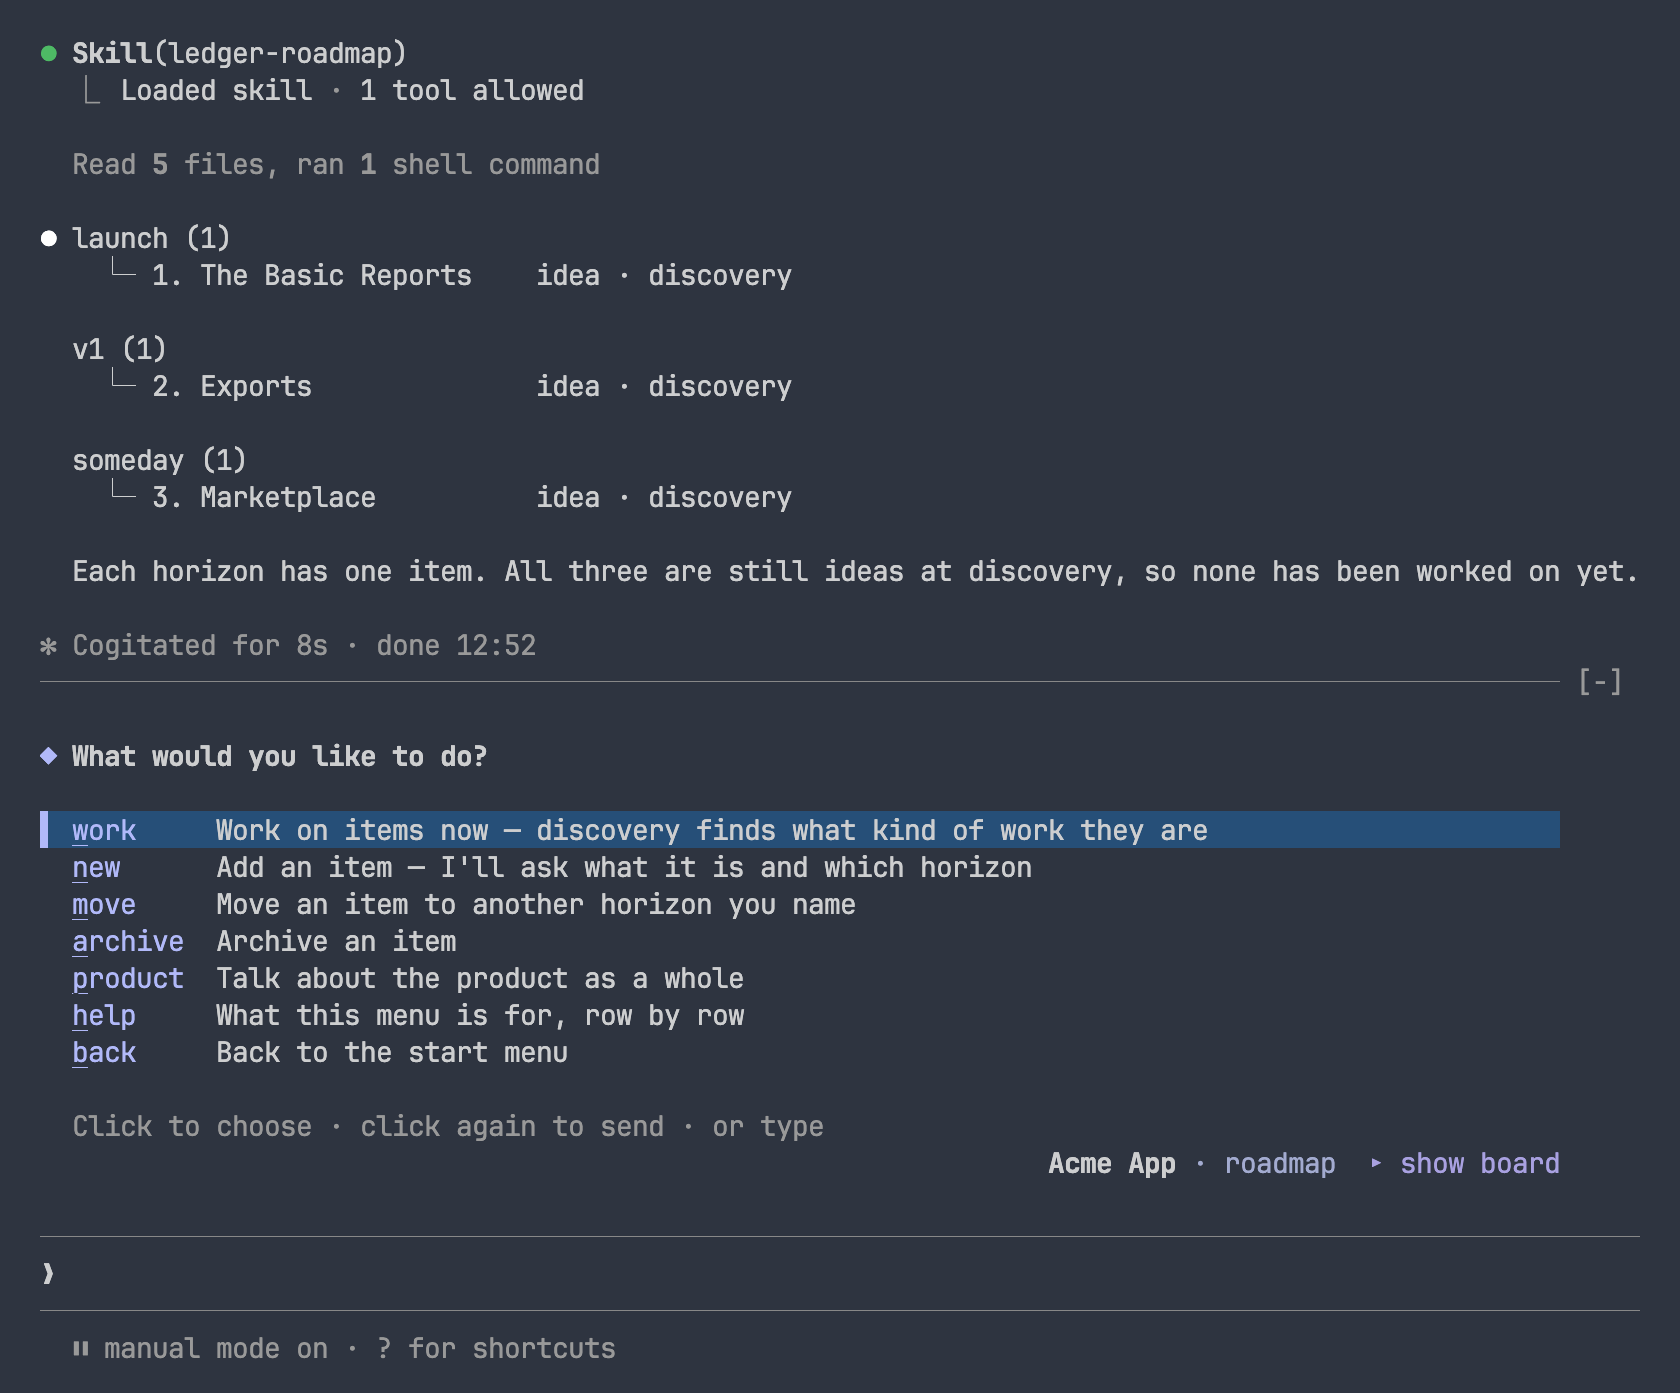 ● Skill(ledger-roadmap)
⎿ Loaded skill · 1 tool allowed
Read 5 files, ran 1 shell command
● launch (1)
└─ 1. The Basic Reports idea · discovery
v1 (1)
└─ 2. Exports idea · discovery
someday (1)
└─ 3. Marketplace idea · discovery
Each horizon has one item. All three are still ideas at discovery, so none has been worked on yet.
✻ Cogitated for 8s · done 12:52
[-]
◆ What would you like to do?
work Work on items now — discovery finds what kind of work they are
new Add an item — I'll ask what it is and which horizon
move Move an item to another horizon you name
archive Archive an item
product Talk about the product as a whole
help What this menu is for, row by row
back Back to the start menu
Click to choose · click again to send · or type
Acme App · roadmap ▸ show board
❯
⏸ manual mode on · ? for shortcuts